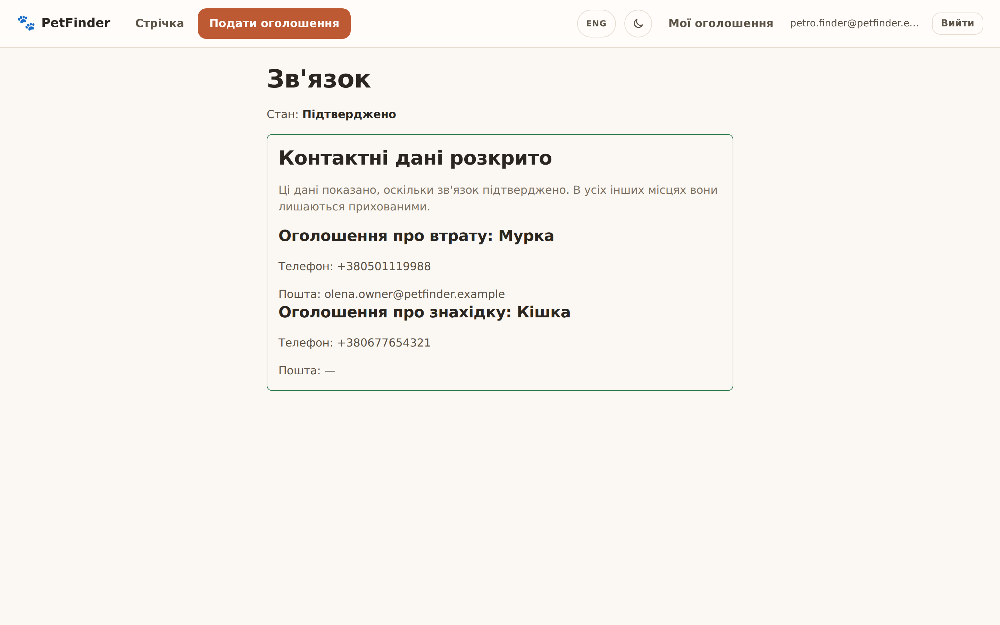 PetFinder
Стрічка
Подати оголошення
ENG
Мої оголошення
petro.finder@petfinder.e...
Вийти
Зв'язок
Стан: Підтверджено
Контактні дані розкрито
Ці дані показано, оскільки зв'язок підтверджено. В усіх інших місцях вони
лишаються прихованими.
Оголошення про втрату: Мурка
Телефон: +380501119988
Пошта: olena.owner@petfinder.example
Оголошення про знахідку: Кішка
Телефон: +380677654321
Пошта: —